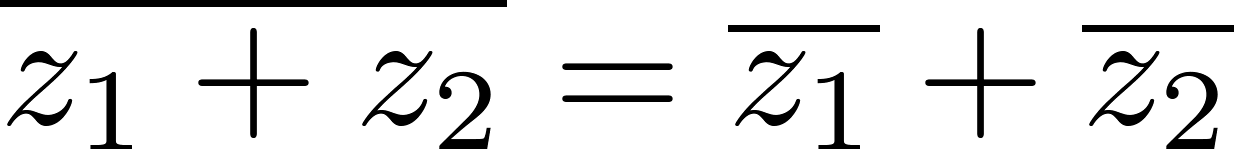 $\overline{z_1 + z_2} = \overline{z_1} + \overline{z_2}$